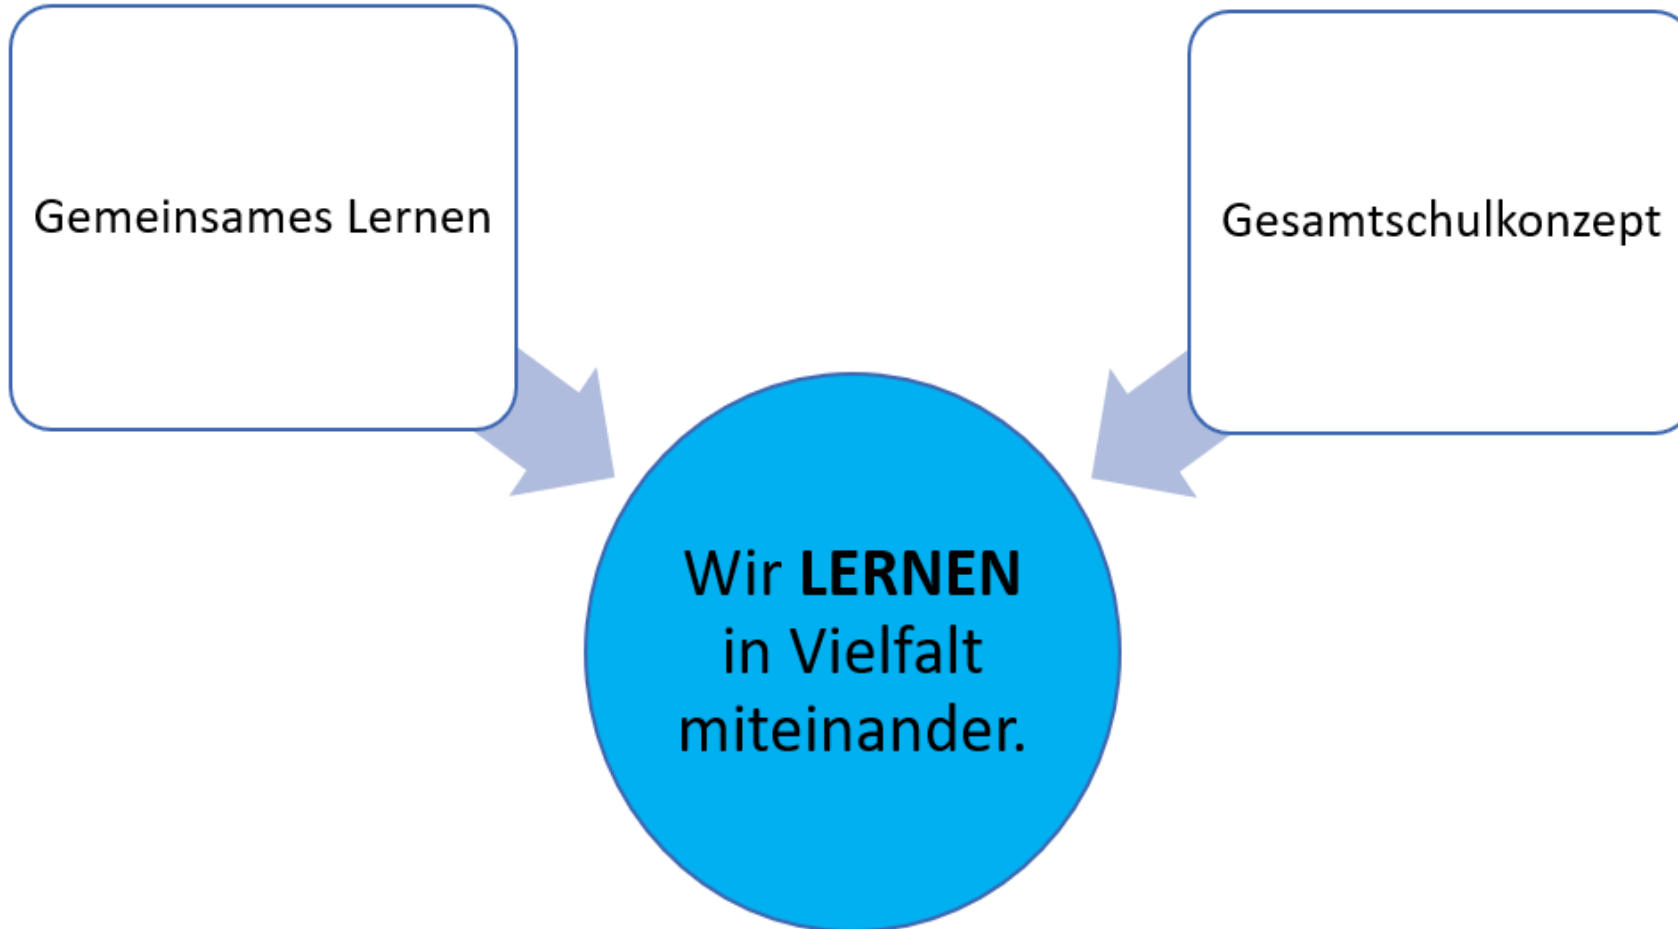 Gemeinsames Lernen
Gesamtschulkonzept
Wir LERNEN
in Vielfalt
miteinander.